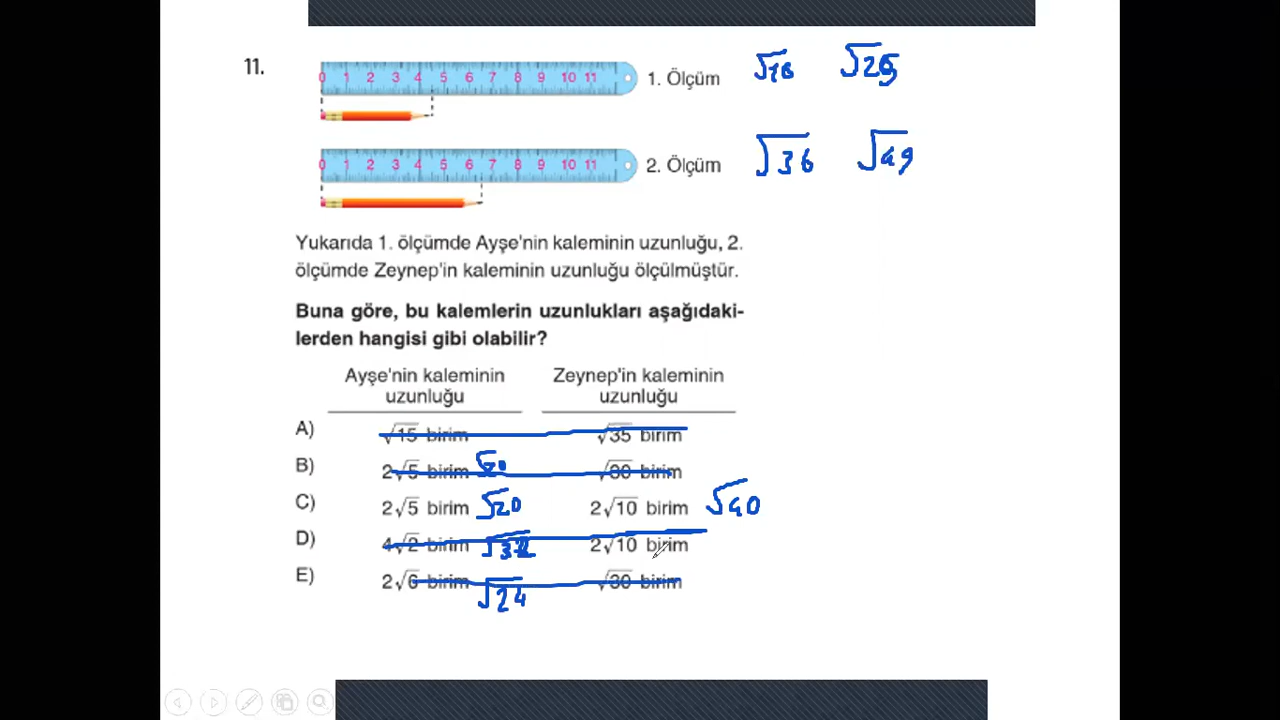 11.
0 1 2 3 4 5 6 7 8 9 10 11 1. Ölçüm √16 √25
0 1 2 3 4 5 6 7 8 9 10 11 2. Ölçüm √36 √49
Yukarıda 1. ölçümde Ayşe'nin kaleminin uzunluğu, 2.
ölçümde Zeynep'in kaleminin uzunluğu ölçülmüştür.
Buna göre, bu kalemlerin uzunlukları aşağıdaki-
lerden hangisi gibi olabilir?
Ayşe'nin kaleminin Zeynep'in kaleminin
uzunluğu uzunluğu
A) √15 birim √35 birim
B) 2√5 birim √20 √30 birim
C) 2√5 birim √20 2√10 birim √40
D) 4√2 birim √32 2√10 birim
E) 2√6 birim √24 √30 birim